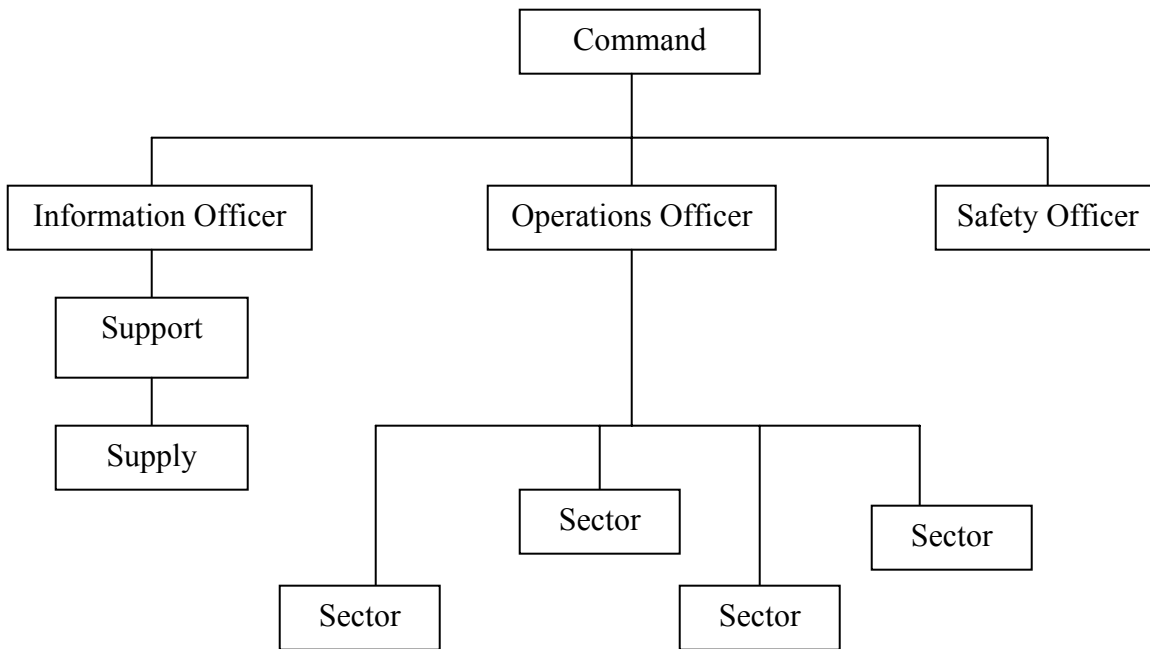 Command
Information Officer
Operations Officer
Safety Officer
Support
Supply
Sector
Sector
Sector
Sector